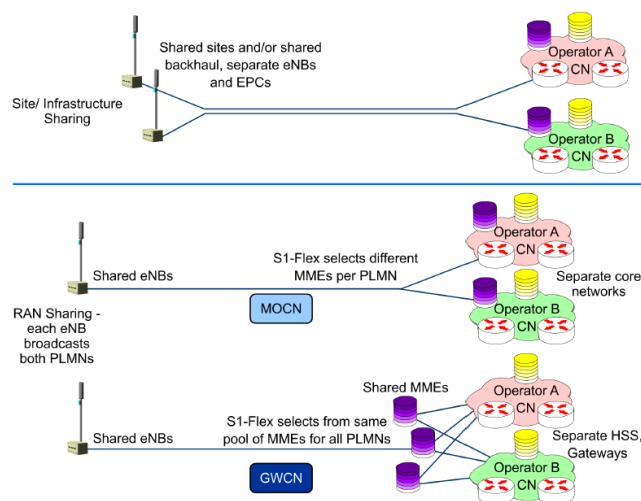 Shared sites and/or shared
backhaul, separate eNBs
and EPCs
Site/ Infrastructure
Sharing
Operator A
CN
Operator B
CN
S1-Flex selects different
MMEs per PLMN
Shared eNBs
MOCN
Operator A
CN
Separate core
networks
Operator B
CN
RAN Sharing -
each eNB
broadcasts
both PLMNs
Shared MMEs
S1-Flex selects from same
pool of MMEs for all PLMNs
Shared eNBs
GWCN
Operator A
CN
Separate HSS,
Gateways
Operator B
CN